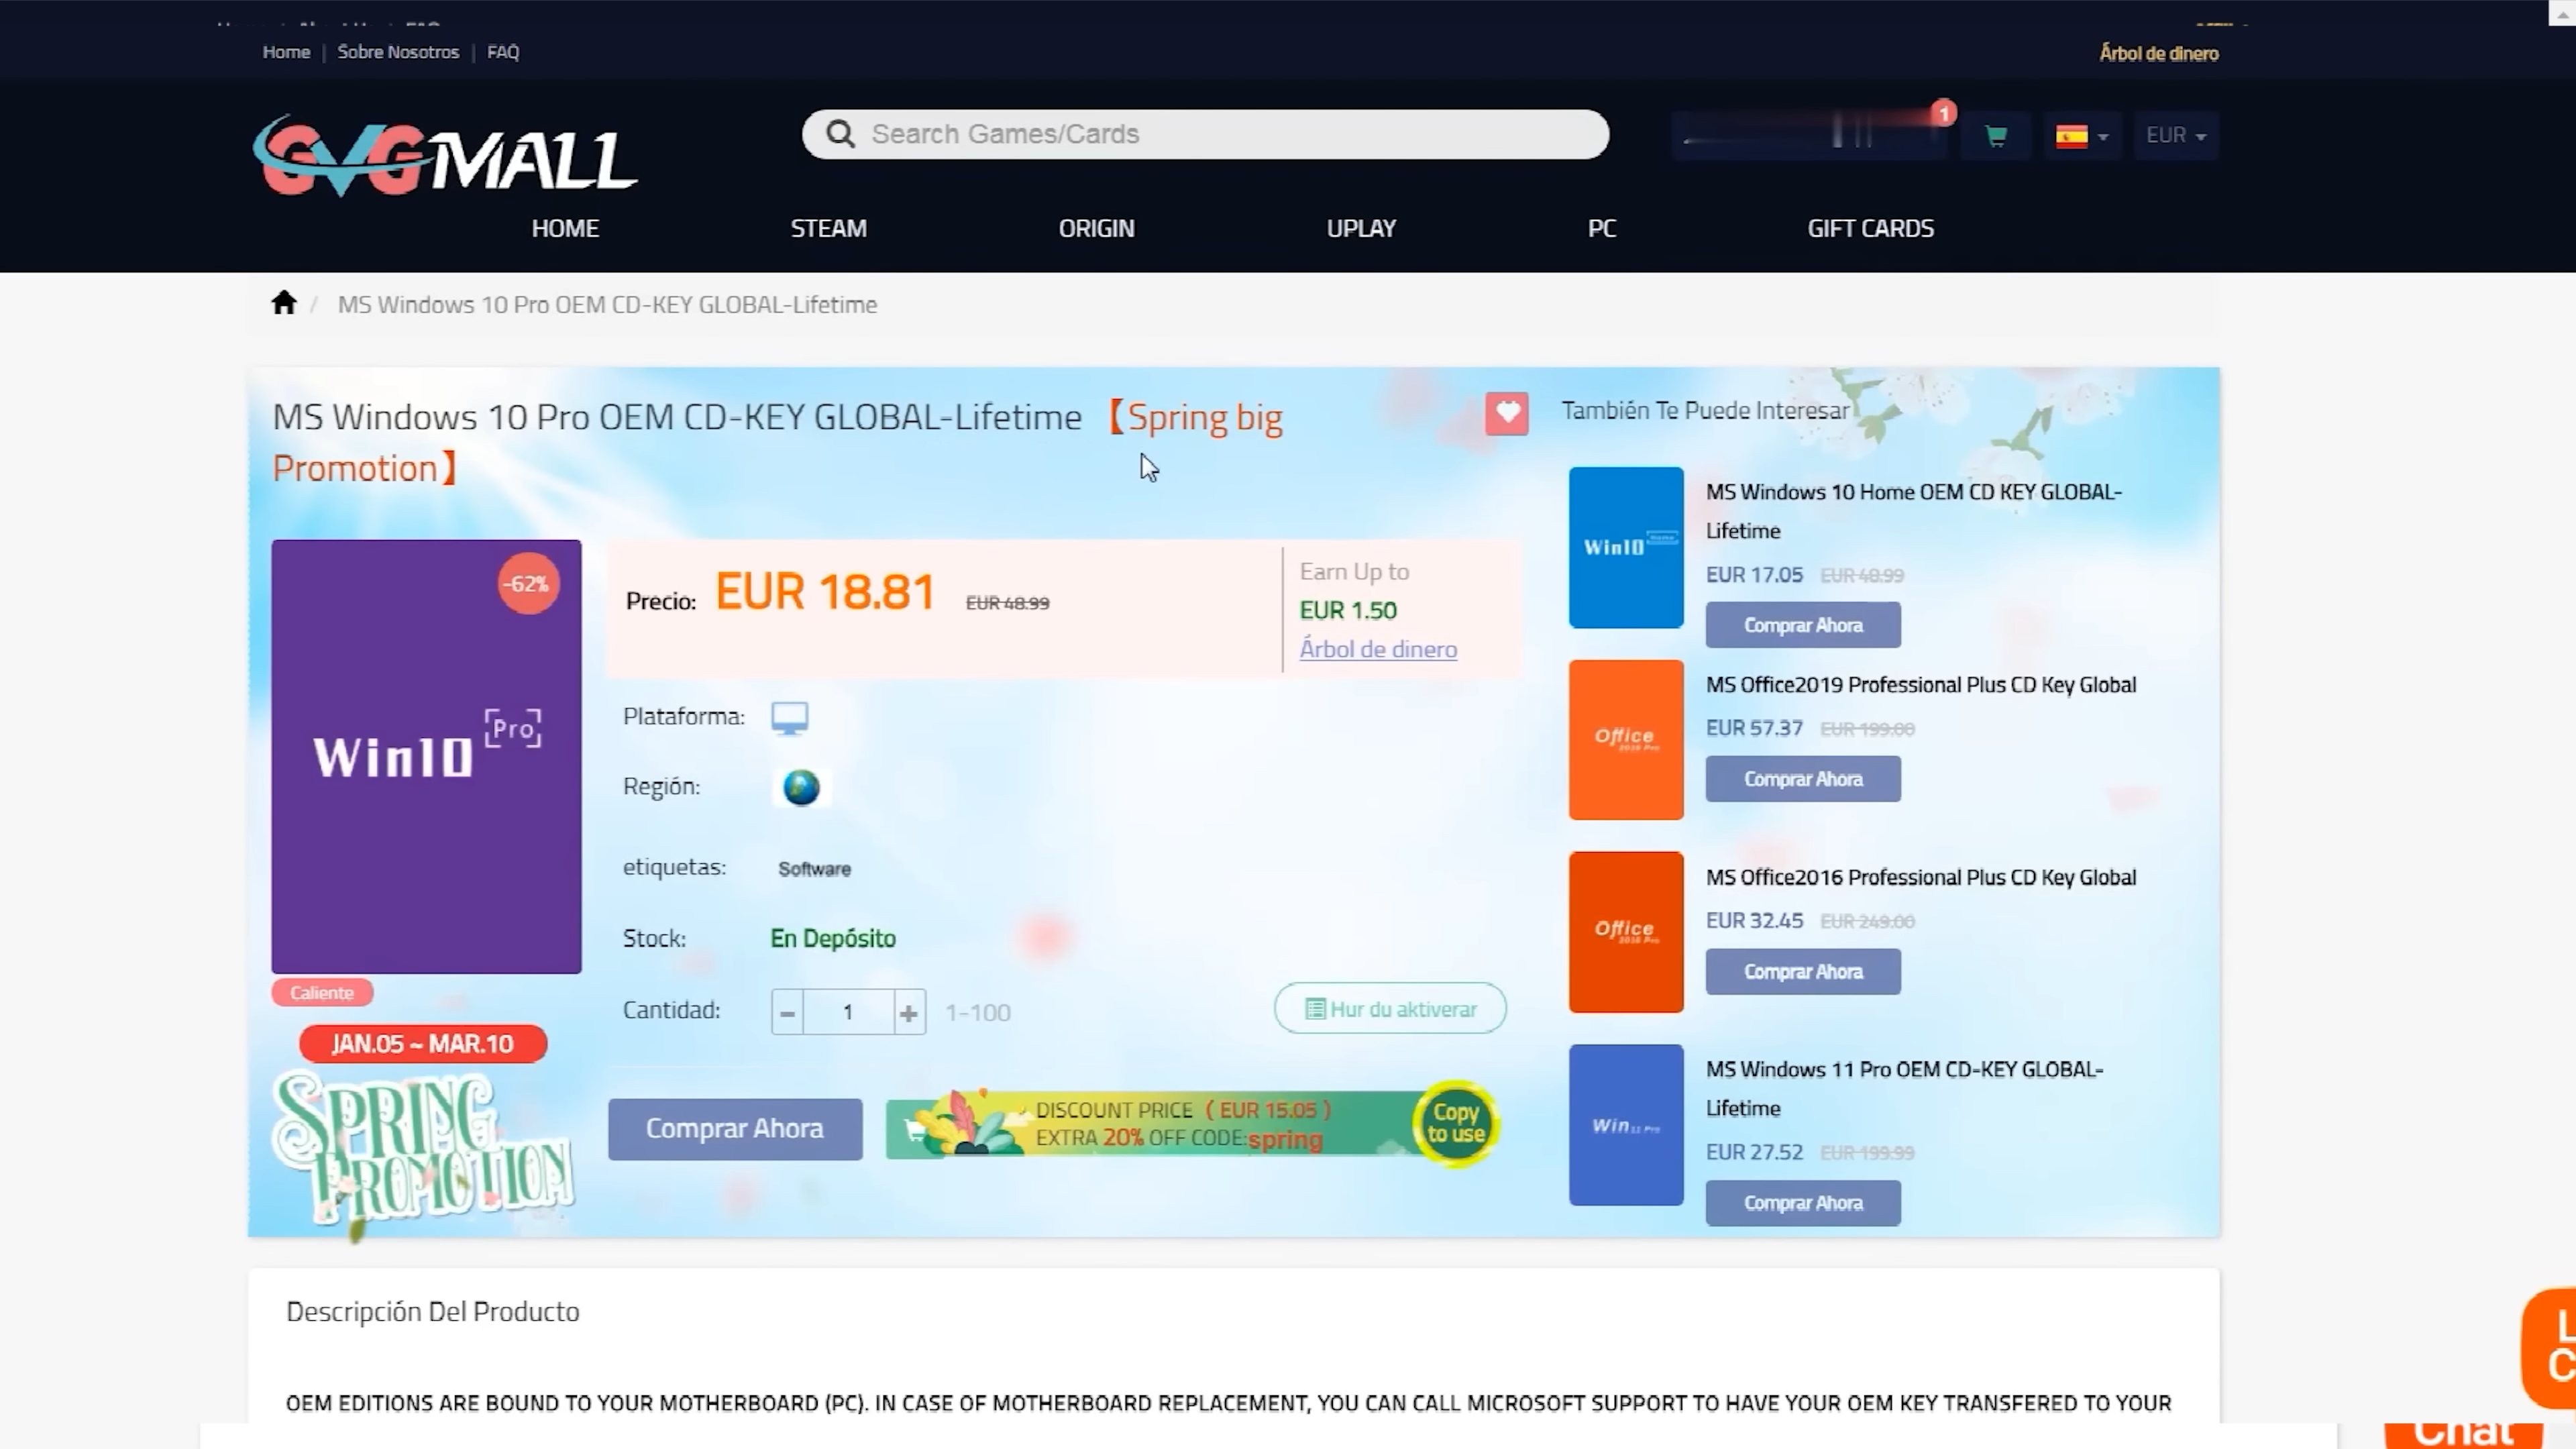 Home | Sobre Nosotros | FAQ
Árbol de dinero
GVGMALL
Search Games/Cards
1
EUR
HOME
STEAM
ORIGIN
UPLAY
PC
GIFT CARDS
/ MS Windows 10 Pro OEM CD-KEY GLOBAL-Lifetime
MS Windows 10 Pro OEM CD-KEY GLOBAL-Lifetime 【Spring big
Promotion】
-62%
Win10 [Pro]
Precio: EUR 18.81 EUR 48.99
Earn Up to
EUR 1.50
Árbol de dinero
Plataforma:
Región:
etiquetas: Software
Stock: En Depósito
Cantidad: - 1 + 1-100
Hur du aktiverar
Caliente
JAN.05 ~ MAR.10
SPRING
PROMOTION
Comprar Ahora
DISCOUNT PRICE ( EUR 15.05 )
EXTRA 20% OFF CODE:spring
Copy
to use
También Te Puede Interesar
Win10
MS Windows 10 Home OEM CD KEY GLOBAL-
Lifetime
EUR 17.05 EUR 48.99
Comprar Ahora
Office
MS Office2019 Professional Plus CD Key Global
EUR 57.37 EUR 199.00
Comprar Ahora
Office
MS Office2016 Professional Plus CD Key Global
EUR 32.45 EUR 249.00
Comprar Ahora
Win 11 Pro
MS Windows 11 Pro OEM CD-KEY GLOBAL-
Lifetime
EUR 27.52 EUR 199.99
Comprar Ahora
Descripción Del Producto
OEM EDITIONS ARE BOUND TO YOUR MOTHERBOARD (PC). IN CASE OF MOTHERBOARD REPLACEMENT, YOU CAN CALL MICROSOFT SUPPORT TO HAVE YOUR OEM KEY TRANSFERED TO YOUR
Chat